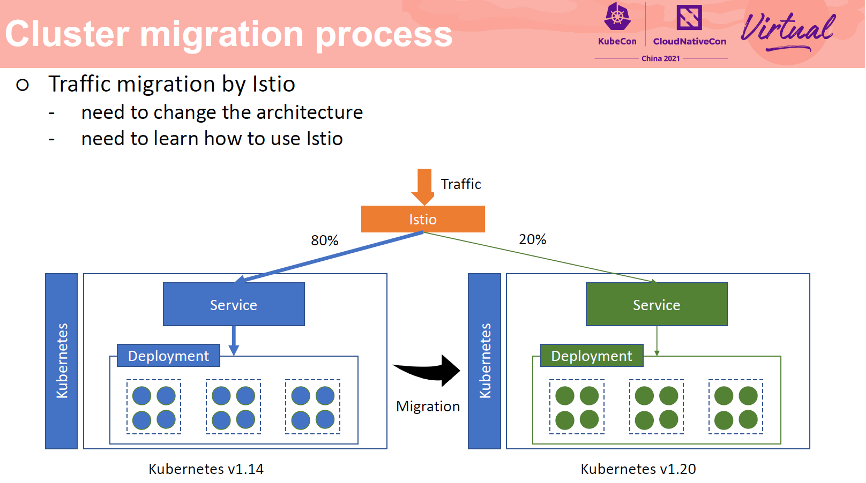 Cluster migration process
KubeCon
CloudNativeCon
China 2021
Virtual
Traffic migration by Istio
- need to change the architecture
- need to learn how to use Istio
Traffic
Istio
80%
20%
Kubernetes
Service
Deployment
Migration
Kubernetes
Service
Deployment
Kubernetes v1.14
Kubernetes v1.20